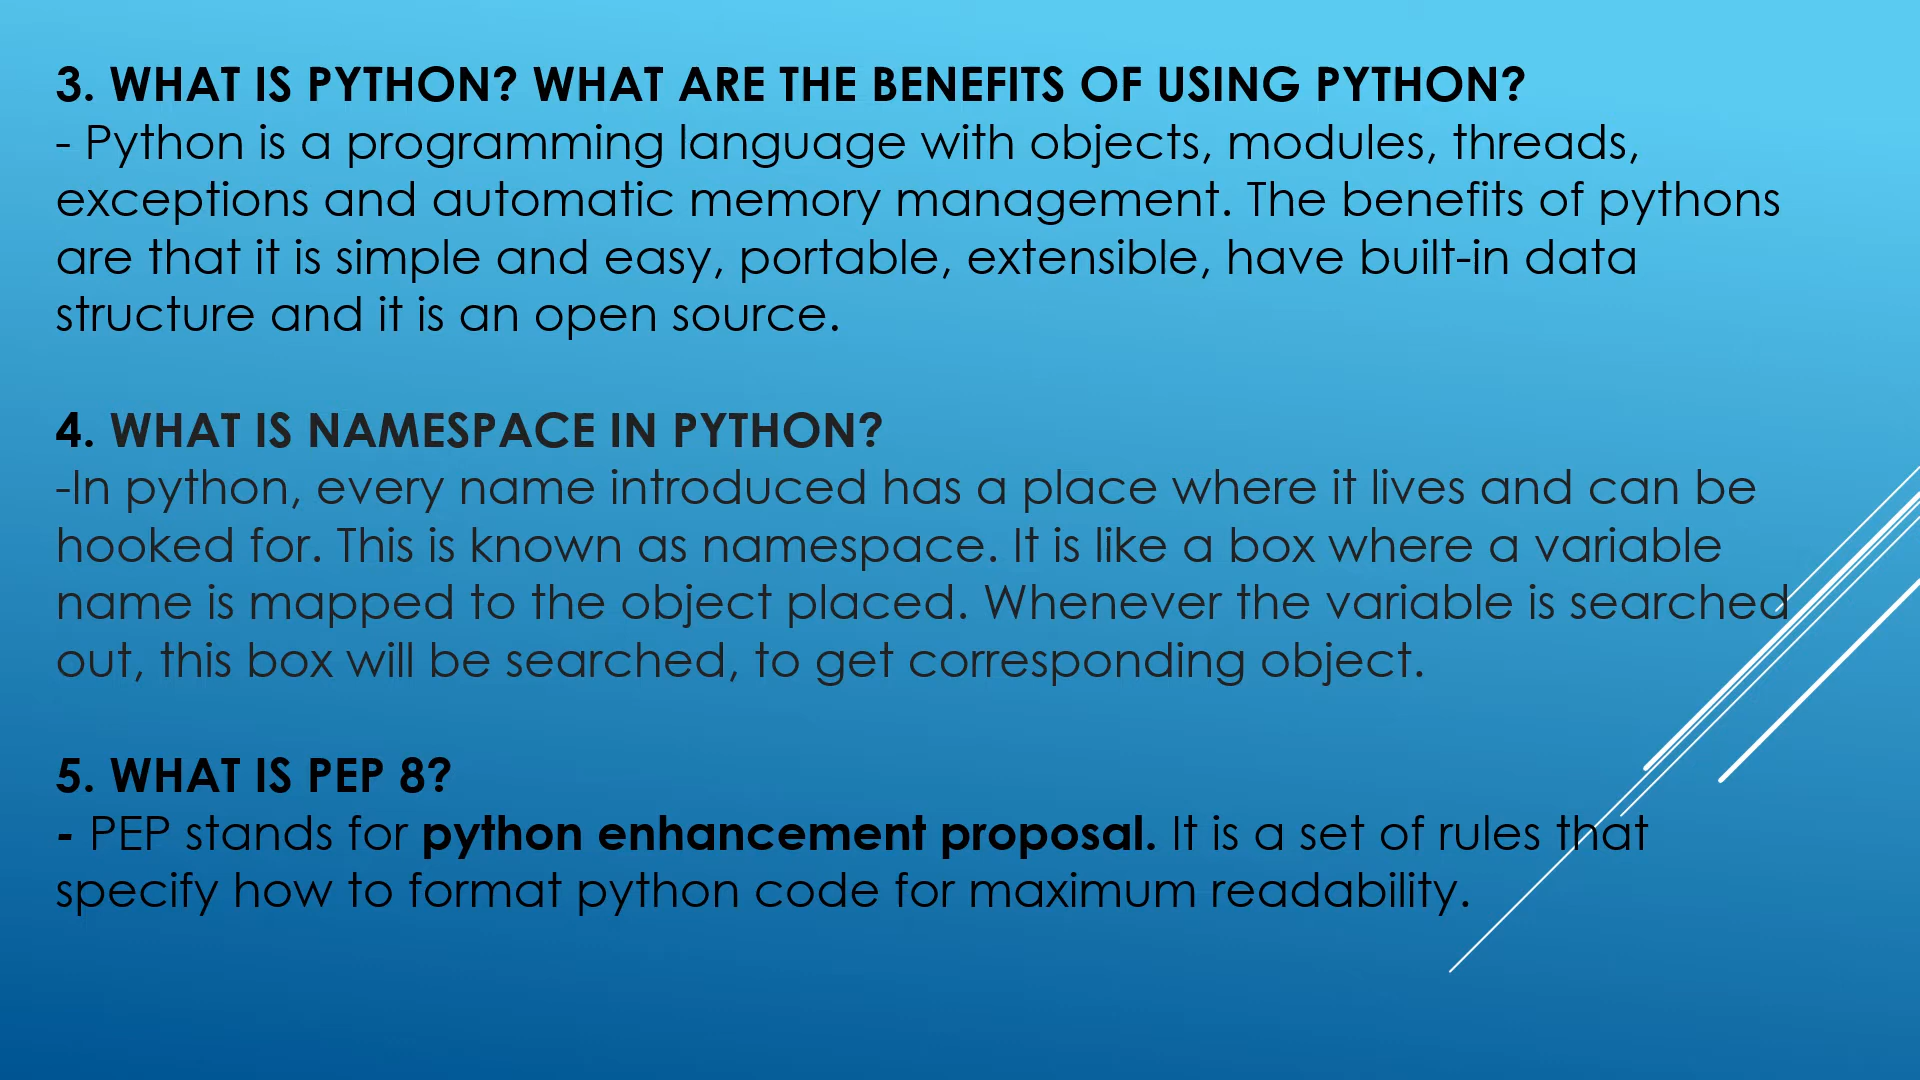 3. WHAT IS PYTHON? WHAT ARE THE BENEFITS OF USING PYTHON?
- Python is a programming language with objects, modules, threads,
exceptions and automatic memory management. The benefits of pythons
are that it is simple and easy, portable, extensible, have built-in data
structure and it is an open source.
4. WHAT IS NAMESPACE IN PYTHON?
-In python, every name introduced has a place where it lives and can be
hooked for. This is known as namespace. It is like a box where a variable
name is mapped to the object placed. Whenever the variable is searched
out, this box will be searched, to get corresponding object.
5. WHAT IS PEP 8?
- PEP stands for python enhancement proposal. It is a set of rules that
specify how to format python code for maximum readability.